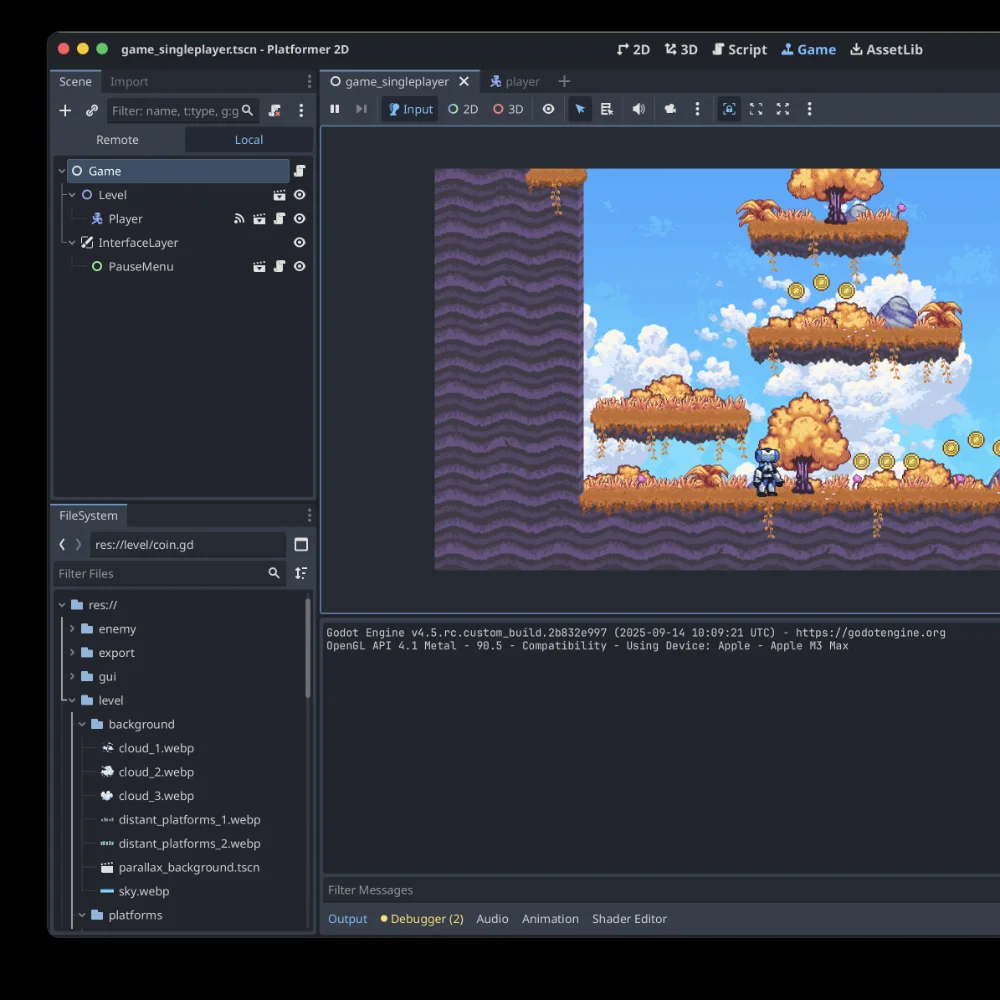 game_singleplayer.tscn - Platformer 2D
2D 3D Script Game AssetLib
Scene Import
game_singleplayer player
Filter: name, t:type, g:g
Input 2D 3D
Remote Local
Game
Level
Player
InterfaceLayer
PauseMenu
FileSystem
res://level/coin.gd
Filter Files
res://
enemy
export
gui
level
background
cloud_1.webp
cloud_2.webp
cloud_3.webp
distant_platforms_1.webp
distant_platforms_2.webp
parallax_background.tscn
sky.webp
platforms
Godot Engine v4.5.rc.custom_build.2b832e997 (2025-09-14 10:09:21 UTC) - https://godotengine.org
OpenGL API 4.1 Metal - 90.5 - Compatibility - Using Device: Apple - Apple M3 Max
Filter Messages
Output Debugger (2) Audio Animation Shader Editor